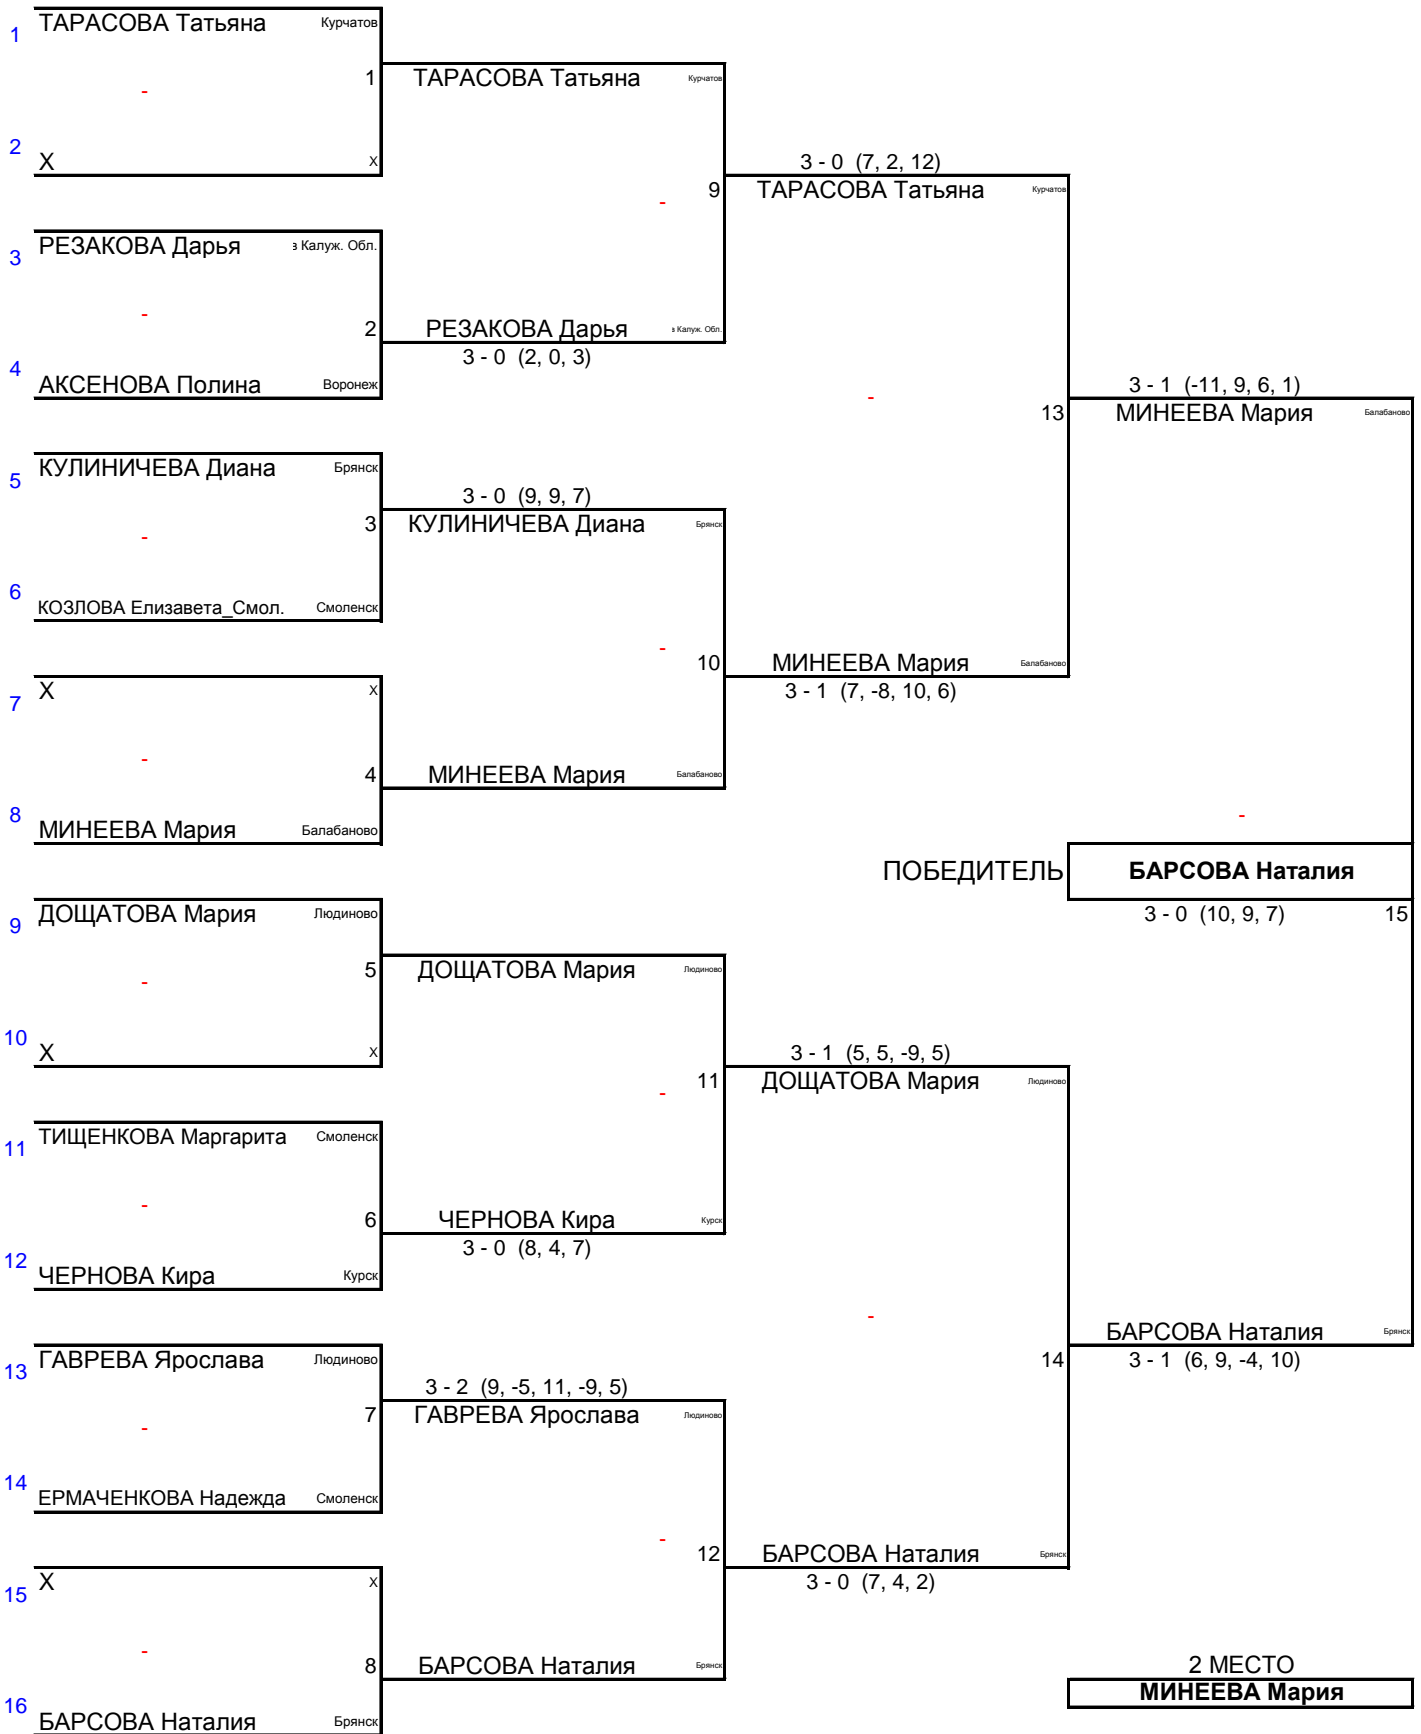 1 ТАРАСОВА Татьяна Курчатов
1 ТАРАСОВА Татьяна Курчатов
-
2 X X
3 - 0 (7, 2, 12)
9 ТАРАСОВА Татьяна Курчатов
-
3 РЕЗАКОВА Дарья Калуж. Обл.
-
2 РЕЗАКОВА Дарья Калуж. Обл.
3 - 0 (2, 0, 3)
4 АКСЕНОВА Полина Воронеж
3 - 1 (-11, 9, 6, 1)
-
13 МИНЕЕВА Мария Балабаново
5 КУЛИНИЧЕВА Диана Брянск
3 - 0 (9, 9, 7)
3 КУЛИНИЧЕВА Диана Брянск
-
6 КОЗЛОВА Елизавета_Смол. Смоленск
-
10 МИНЕЕВА Мария Балабаново
3 - 1 (7, -8, 10, 6)
7 X X
-
4 МИНЕЕВА Мария Балабаново
8 МИНЕЕВА Мария Балабаново
-
ПОБЕДИТЕЛЬ БАРСОВА Наталия
3 - 0 (10, 9, 7) 15
9 ДОЩАТОВА Мария Людиново
5 ДОЩАТОВА Мария Людиново
-
10 X X
3 - 1 (5, 5, -9, 5)
11 ДОЩАТОВА Мария Людиново
-
11 ТИЩЕНКОВА Маргарита Смоленск
-
6 ЧЕРНОВА Кира Курск
3 - 0 (8, 4, 7)
12 ЧЕРНОВА Кира Курск
-
БАРСОВА Наталия Брянск
14 3 - 1 (6, 9, -4, 10)
13 ГАВРЕВА Ярослава Людиново
3 - 2 (9, -5, 11, -9, 5)
7 ГАВРЕВА Ярослава Людиново
-
14 ЕРМАЧЕНКОВА Надежда Смоленск
-
12 БАРСОВА Наталия Брянск
3 - 0 (7, 4, 2)
15 X X
-
8 БАРСОВА Наталия Брянск
2 МЕСТО
МИНЕЕВА Мария
16 БАРСОВА Наталия Брянск